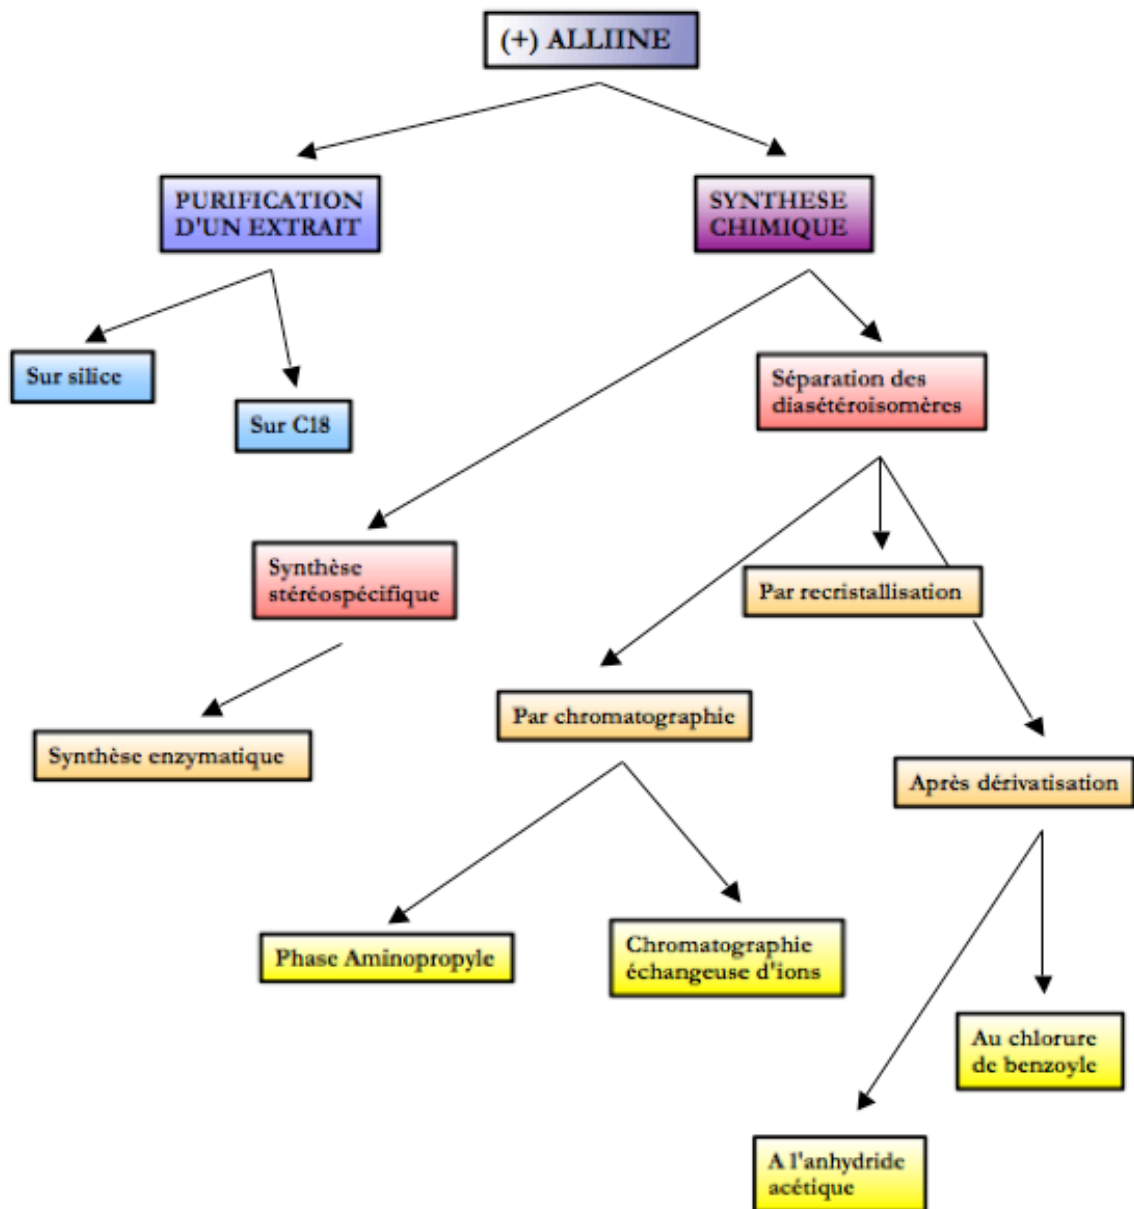 (+) ALLIINE
PURIFICATION
D'UN EXTRAIT
SYNTHESE
CHIMIQUE
Sur silice
Sur C18
Séparation des
diasétéroisomères
Synthèse
stéréospécifique
Par recristallisation
Par chromatographie
Synthèse enzymatique
Après dérivatisation
Phase Aminopropyle
Chromatographie
échangeuse d'ions
Au chlorure
de benzoyle
A l'anhydride
acétique